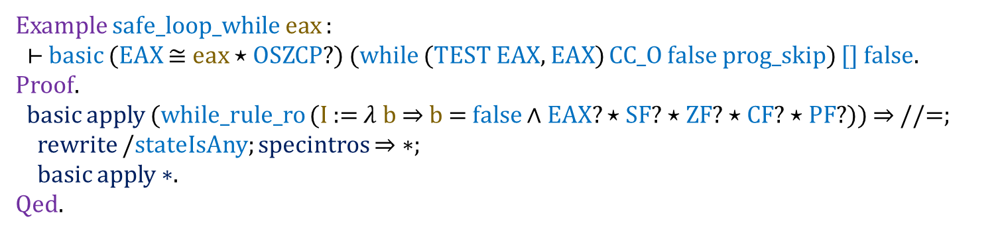 Example safe_loop_while eax :
⊢ basic (EAX ≅ eax ⋆ OSZCP?) (while (TEST EAX, EAX) CC_O false prog_skip) [] false.
Proof.
basic apply (while_rule_ro (I := λ b ⇒ b = false ∧ EAX? ⋆ SF? ⋆ ZF? ⋆ CF? ⋆ PF?)) ⇒ //=;
rewrite /stateIsAny; specintros ⇒ *;
basic apply *.
Qed.